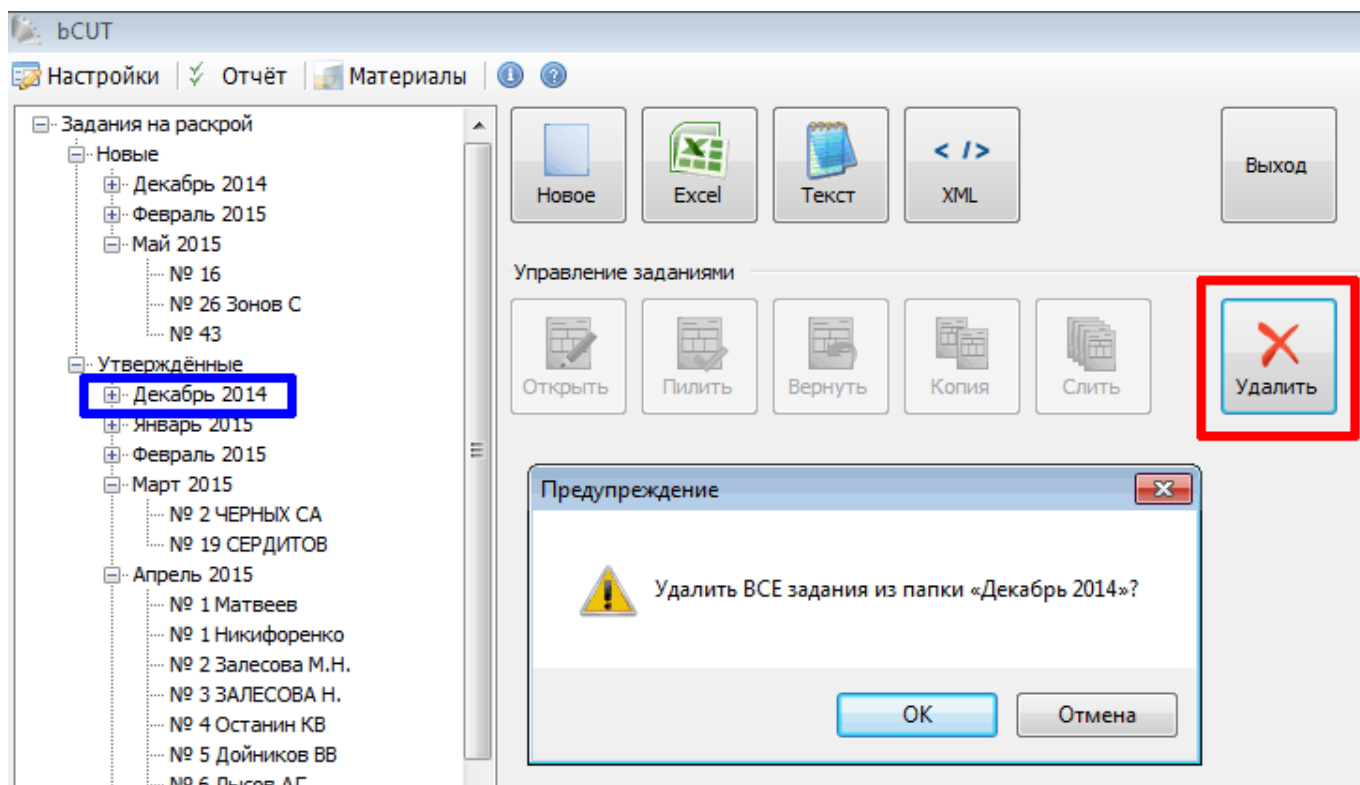 bCUT
Настройки
Отчёт
Материалы
Задания на раскрой
Новые
Декабрь 2014
Февраль 2015
Май 2015
№ 16
№ 26 Зонов С
№ 43
Утверждённые
Декабрь 2014
Январь 2015
Февраль 2015
Март 2015
№ 2 ЧЕРНЫХ СА
№ 19 СЕРДИТОВ
Апрель 2015
№ 1 Матвеев
№ 1 Никифоренко
№ 2 Залесова М.Н.
№ 3 ЗАЛЕСОВА Н.
№ 4 Останин КВ
№ 5 Дойников ВВ
Новое
Excel
Текст
< /> XML
Выход
Управление заданиями
Открыть
Пилить
Вернуть
Копия
Слить
Удалить
Предупреждение
Удалить ВСЕ задания из папки «Декабрь 2014»?
ОК
Отмена